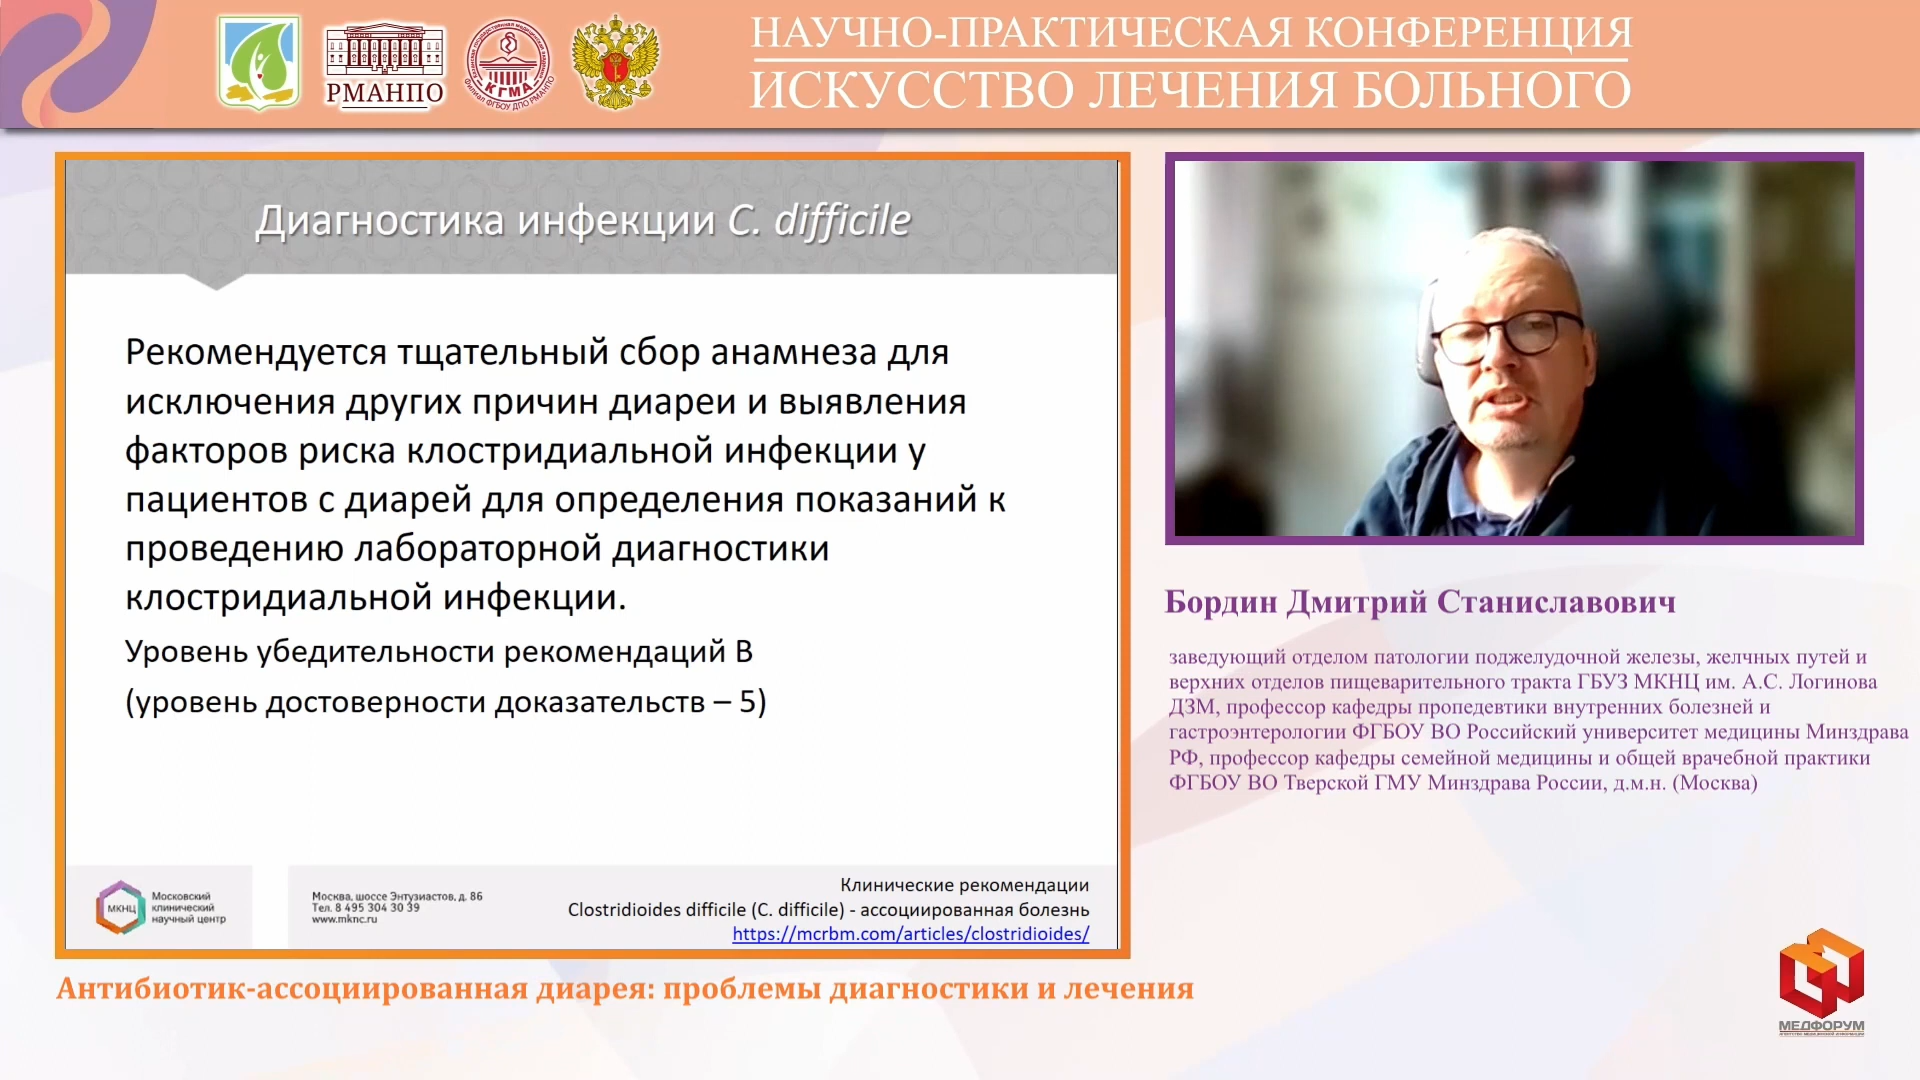 РМАНПО
КГМА
НАУЧНО-ПРАКТИЧЕСКАЯ КОНФЕРЕНЦИЯ
ИСКУССТВО ЛЕЧЕНИЯ БОЛЬНОГО
Диагностика инфекции C. difficile
Рекомендуется тщательный сбор анамнеза для
исключения других причин диареи и выявления
факторов риска клостридиальной инфекции у
пациентов с диарей для определения показаний к
проведению лабораторной диагностики
клостридиальной инфекции.
Уровень убедительности рекомендаций В
(уровень достоверности доказательств – 5)
МКНЦ
Московский
клинический
научный центр
Москва, шоссе Энтузиастов, д. 86
Тел. 8 495 304 30 39
www.mknc.ru
Клинические рекомендации
Clostridioides difficile (C. difficile) - ассоциированная болезнь
https://mcrbm.com/articles/clostridioides/
Бордин Дмитрий Станиславович
заведующий отделом патологии поджелудочной железы, желчных путей и
верхних отделов пищеварительного тракта ГБУЗ МКНЦ им. А.С. Логинова
ДЗМ, профессор кафедры пропедевтики внутренних болезней и
гастроэнтерологии ФГБОУ ВО Российский университет медицины Минздрава
РФ, профессор кафедры семейной медицины и общей врачебной практики
ФГБОУ ВО Тверской ГМУ Минздрава России, д.м.н. (Москва)
Антибиотик-ассоциированная диарея: проблемы диагностики и лечения
МЕДФОРУМ